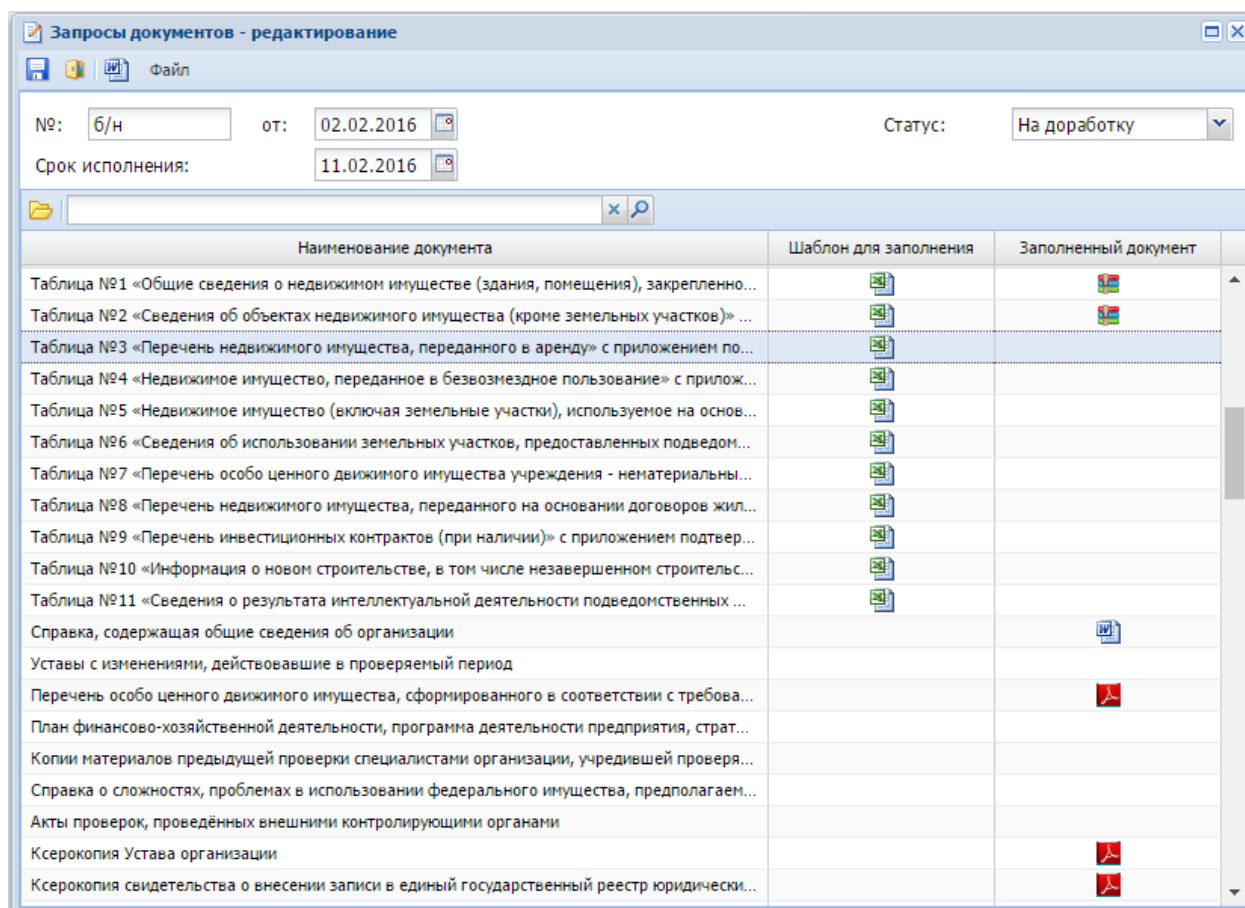 Запросы документов - редактирование
Файл
№: б/н от: 02.02.2016 Статус: На доработку
Срок исполнения: 11.02.2016
Наименование документа Шаблон для заполнения Заполненный документ
Таблица №1 «Общие сведения о недвижимом имуществе (здания, помещения), закрепленно...
Таблица №2 «Сведения об объектах недвижимого имущества (кроме земельных участков)» ...
Таблица №3 «Перечень недвижимого имущества, переданного в аренду» с приложением по...
Таблица №4 «Недвижимое имущество, переданное в безвозмездное пользование» с прилож...
Таблица №5 «Недвижимое имущество (включая земельные участки), используемое на основ...
Таблица №6 «Сведения об использовании земельных участков, предоставленных подведом...
Таблица №7 «Перечень особо ценного движимого имущества учреждения - нематериальны...
Таблица №8 «Перечень недвижимого имущества, переданного на основании договоров жил...
Таблица №9 «Перечень инвестиционных контрактов (при наличии)» с приложением подтвер...
Таблица №10 «Информация о новом строительстве, в том числе незавершенном строительс...
Таблица №11 «Сведения о результата интеллектуальной деятельности подведомственных ...
Справка, содержащая общие сведения об организации
Уставы с изменениями, действовавшие в проверяемый период
Перечень особо ценного движимого имущества, сформированного в соответствии с требова...
План финансово-хозяйственной деятельности, программа деятельности предприятия, страт...
Копии материалов предыдущей проверки специалистами организации, учредившей проверя...
Справка о сложностях, проблемах в использовании федерального имущества, предполагаем...
Акты проверок, проведённых внешними контролирующими органами
Ксерокопия Устава организации
Ксерокопия свидетельства о внесении записи в единый государственный реестр юридически...